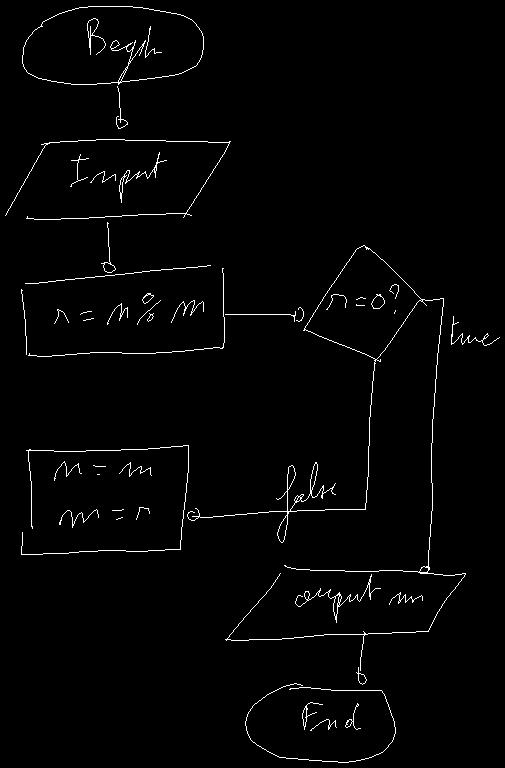 Begin
Input
r = n % m
r = 0?
true
n = m
m = r
false
output m
End